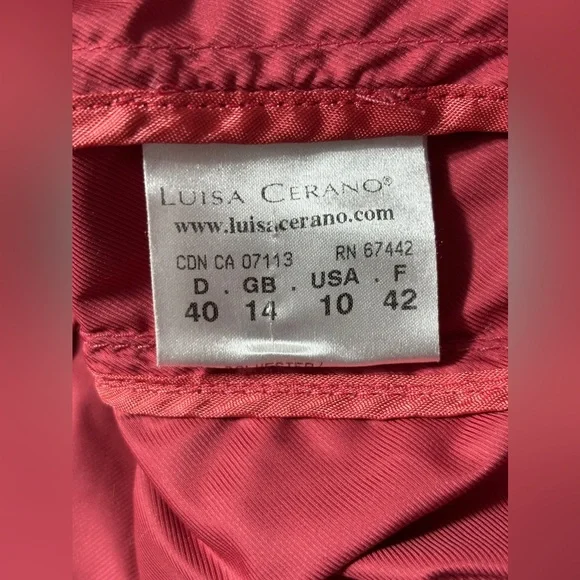 LUISA CERANO®
www.luisacerano.com
CDN CA 07113 RN 67442
D . GB . USA . F
40 14 10 42